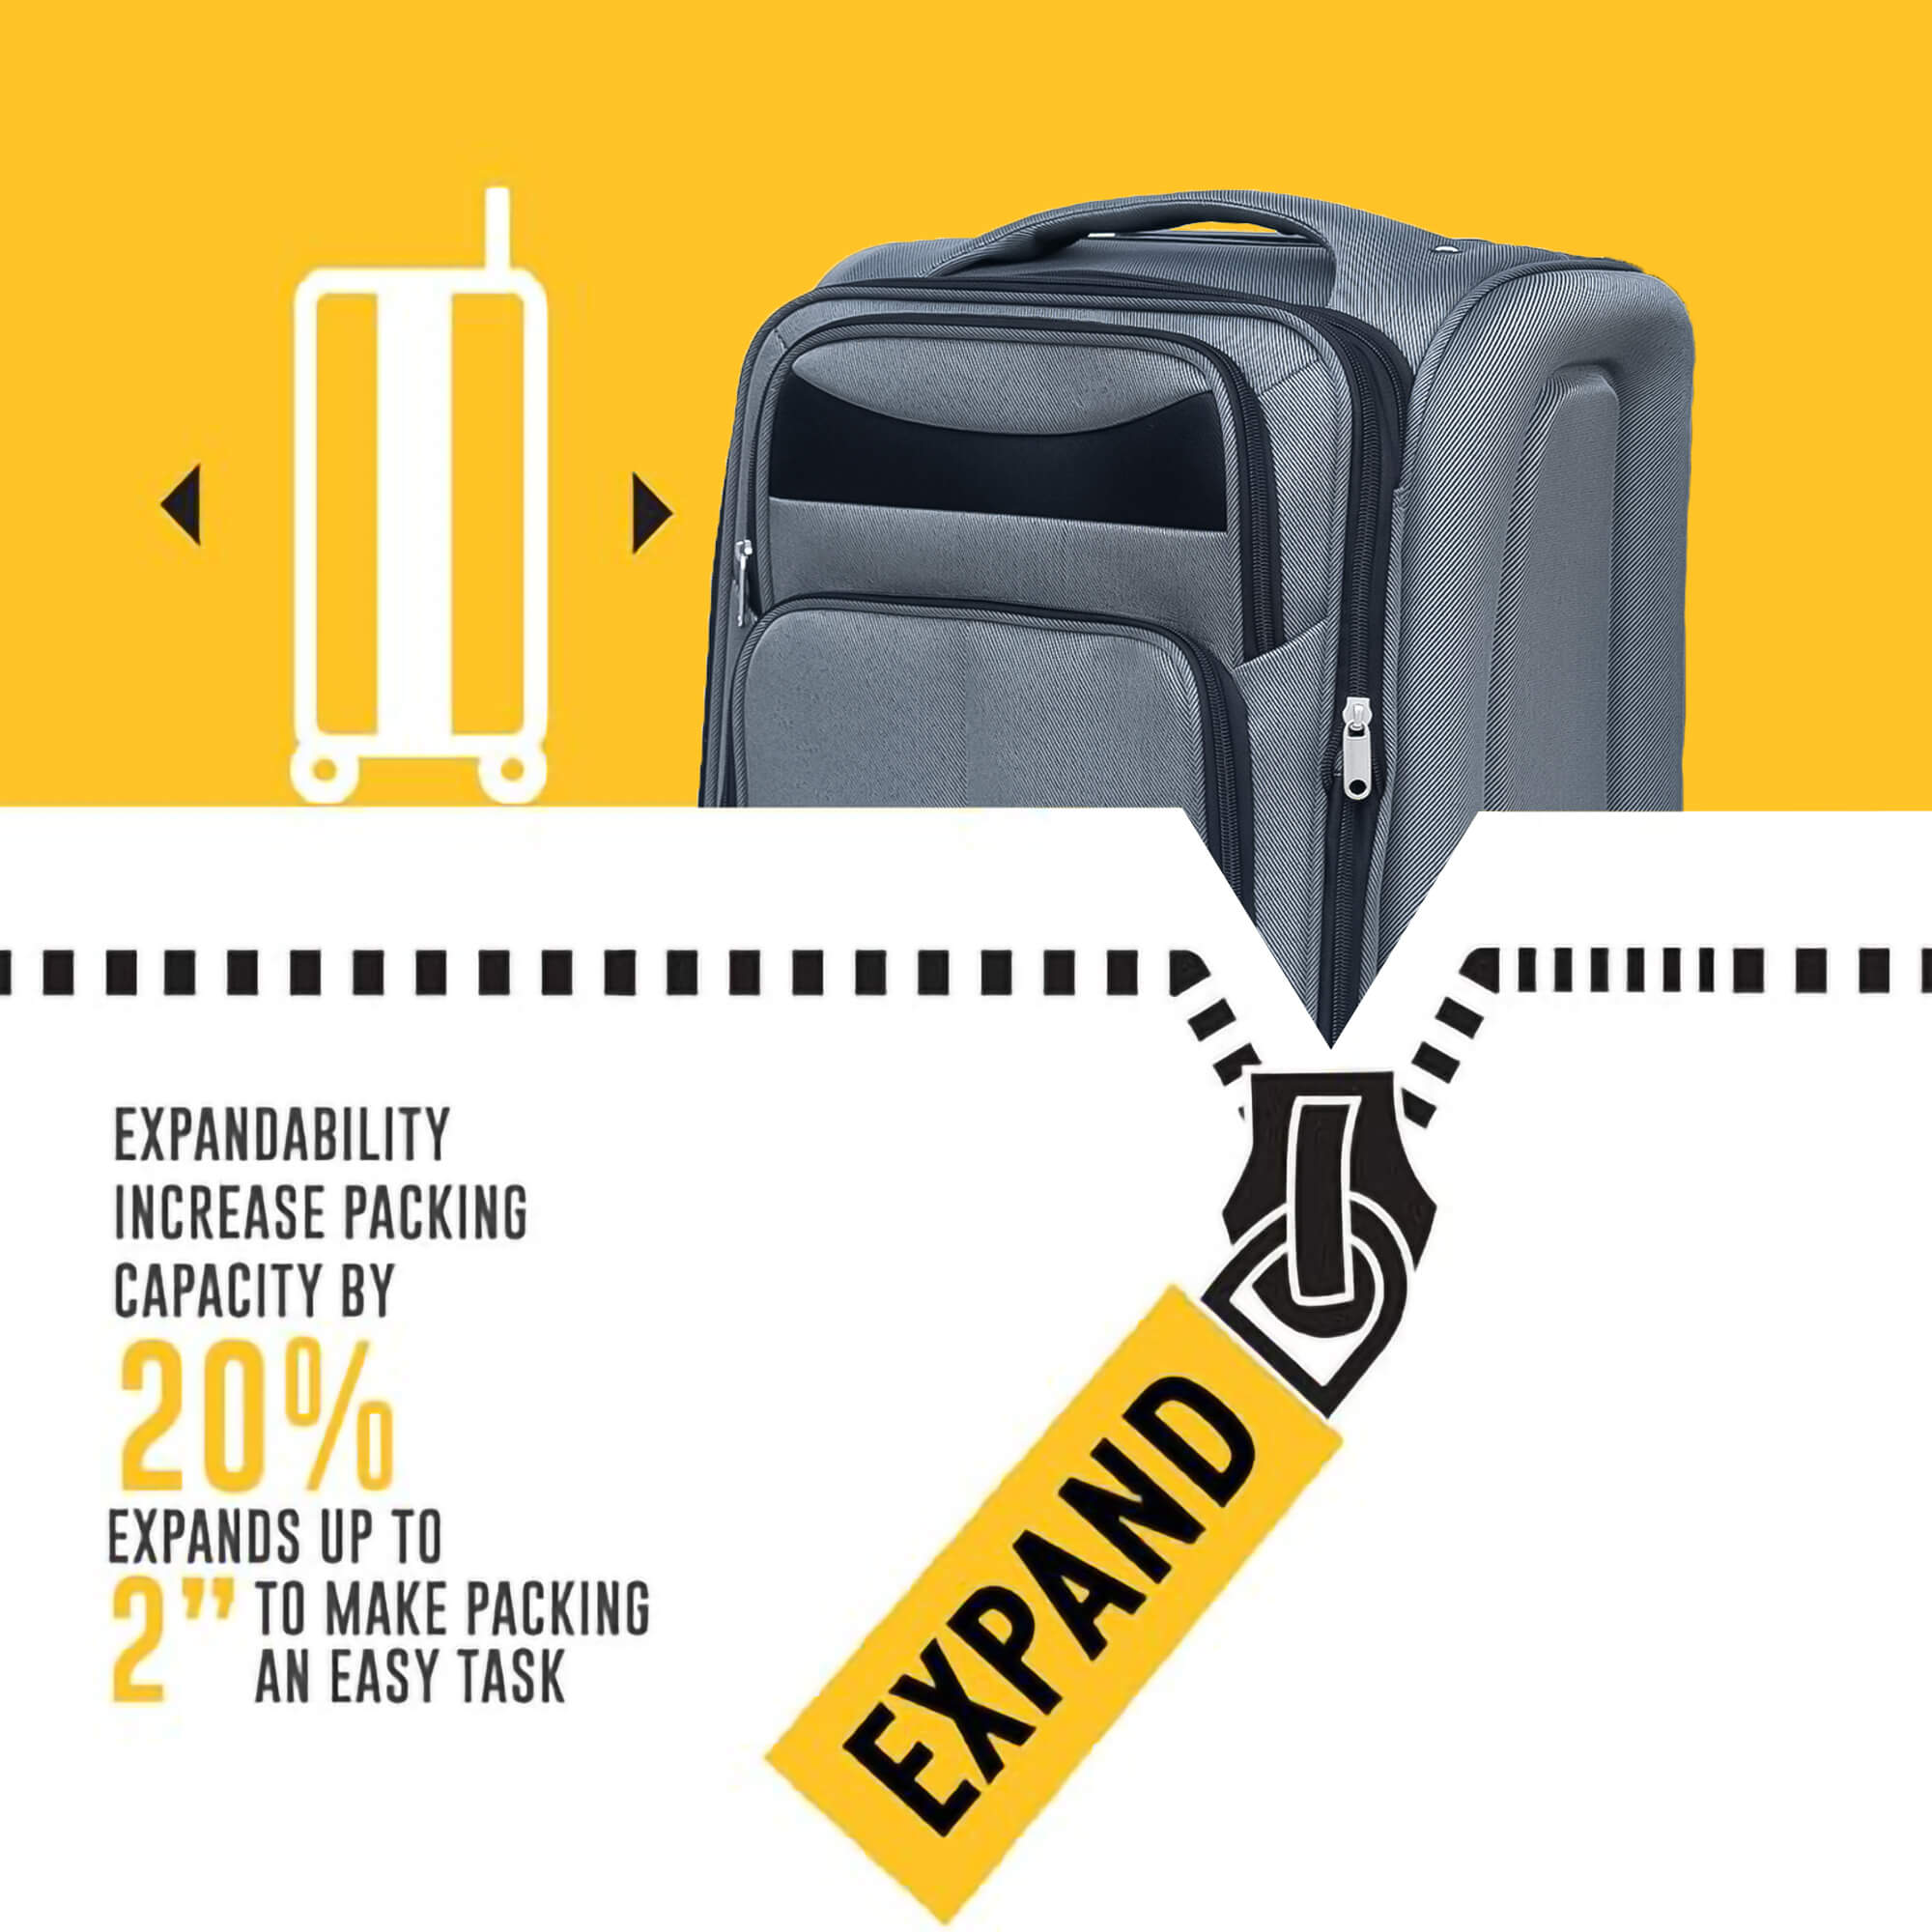 EXPANDABILITY
INCREASE PACKING
CAPACITY BY
20%
EXPANDS UP TO
2” TO MAKE PACKING
AN EASY TASK
EXPAND